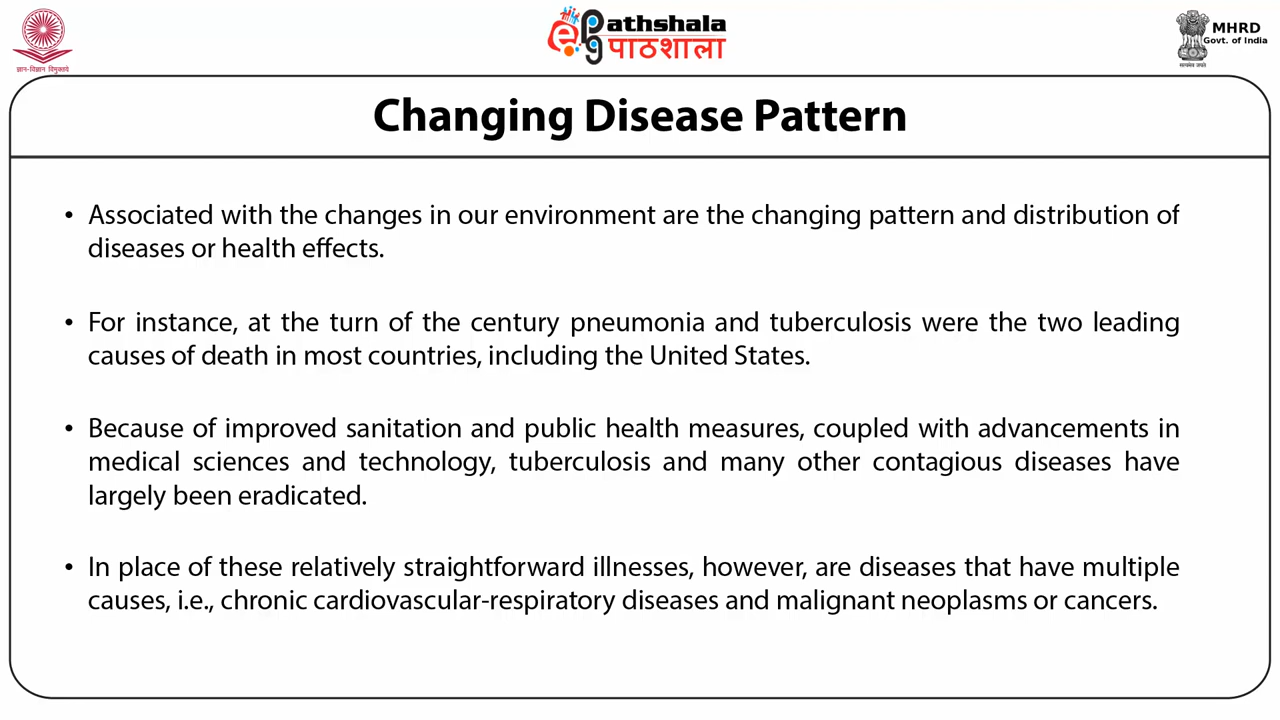 ज्ञान-विज्ञान विमुक्तये
ePathshala
पाठशाला
MHRD
Govt. of India
सत्यमेव जयते
Changing Disease Pattern
• Associated with the changes in our environment are the changing pattern and distribution of
diseases or health effects.
• For instance, at the turn of the century pneumonia and tuberculosis were the two leading
causes of death in most countries, including the United States.
• Because of improved sanitation and public health measures, coupled with advancements in
medical sciences and technology, tuberculosis and many other contagious diseases have
largely been eradicated.
• In place of these relatively straightforward illnesses, however, are diseases that have multiple
causes, i.e., chronic cardiovascular-respiratory diseases and malignant neoplasms or cancers.